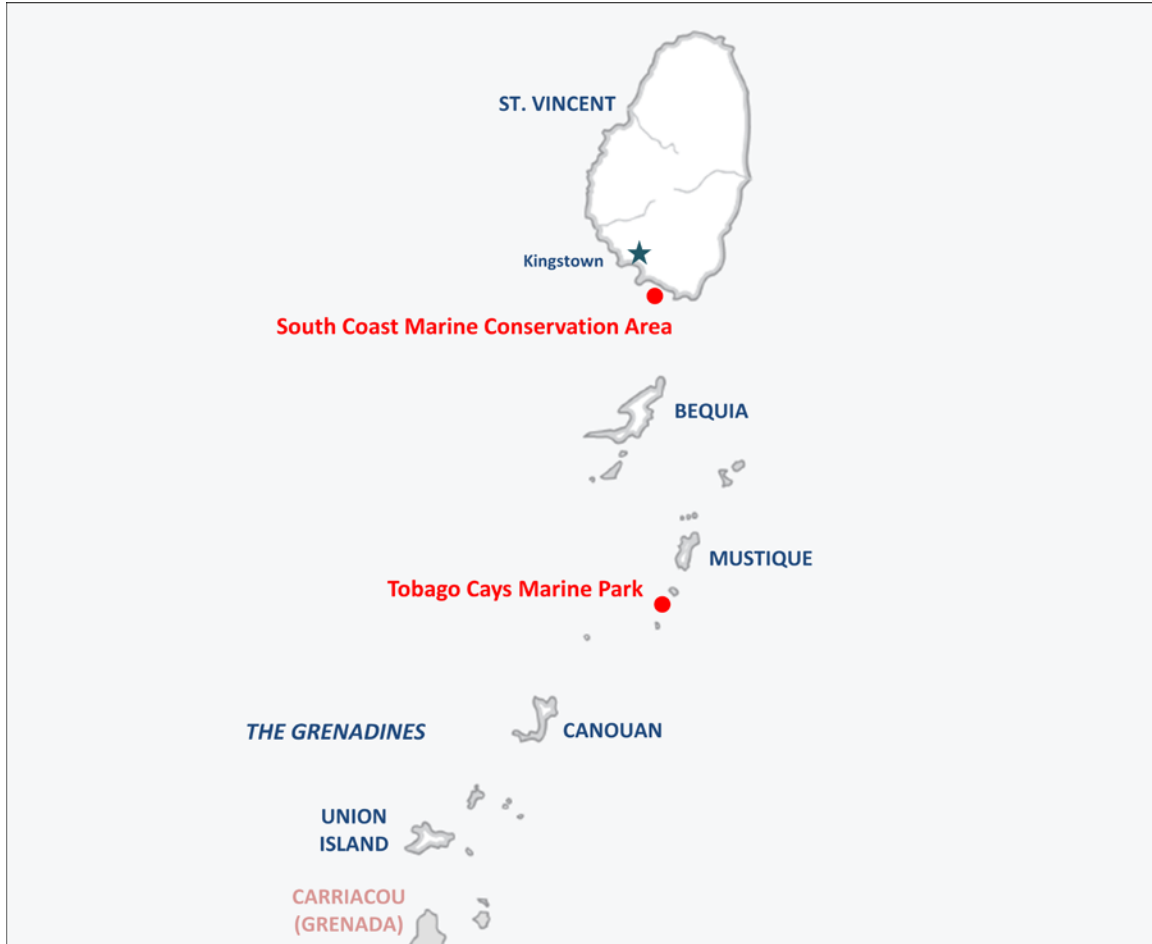 ST. VINCENT
Kingstown
South Coast Marine Conservation Area
BEQUIA
MUSTIQUE
Tobago Cays Marine Park
THE GRENADINES
CANOUAN
UNION
ISLAND
CARRIACOU
(GRENADA)